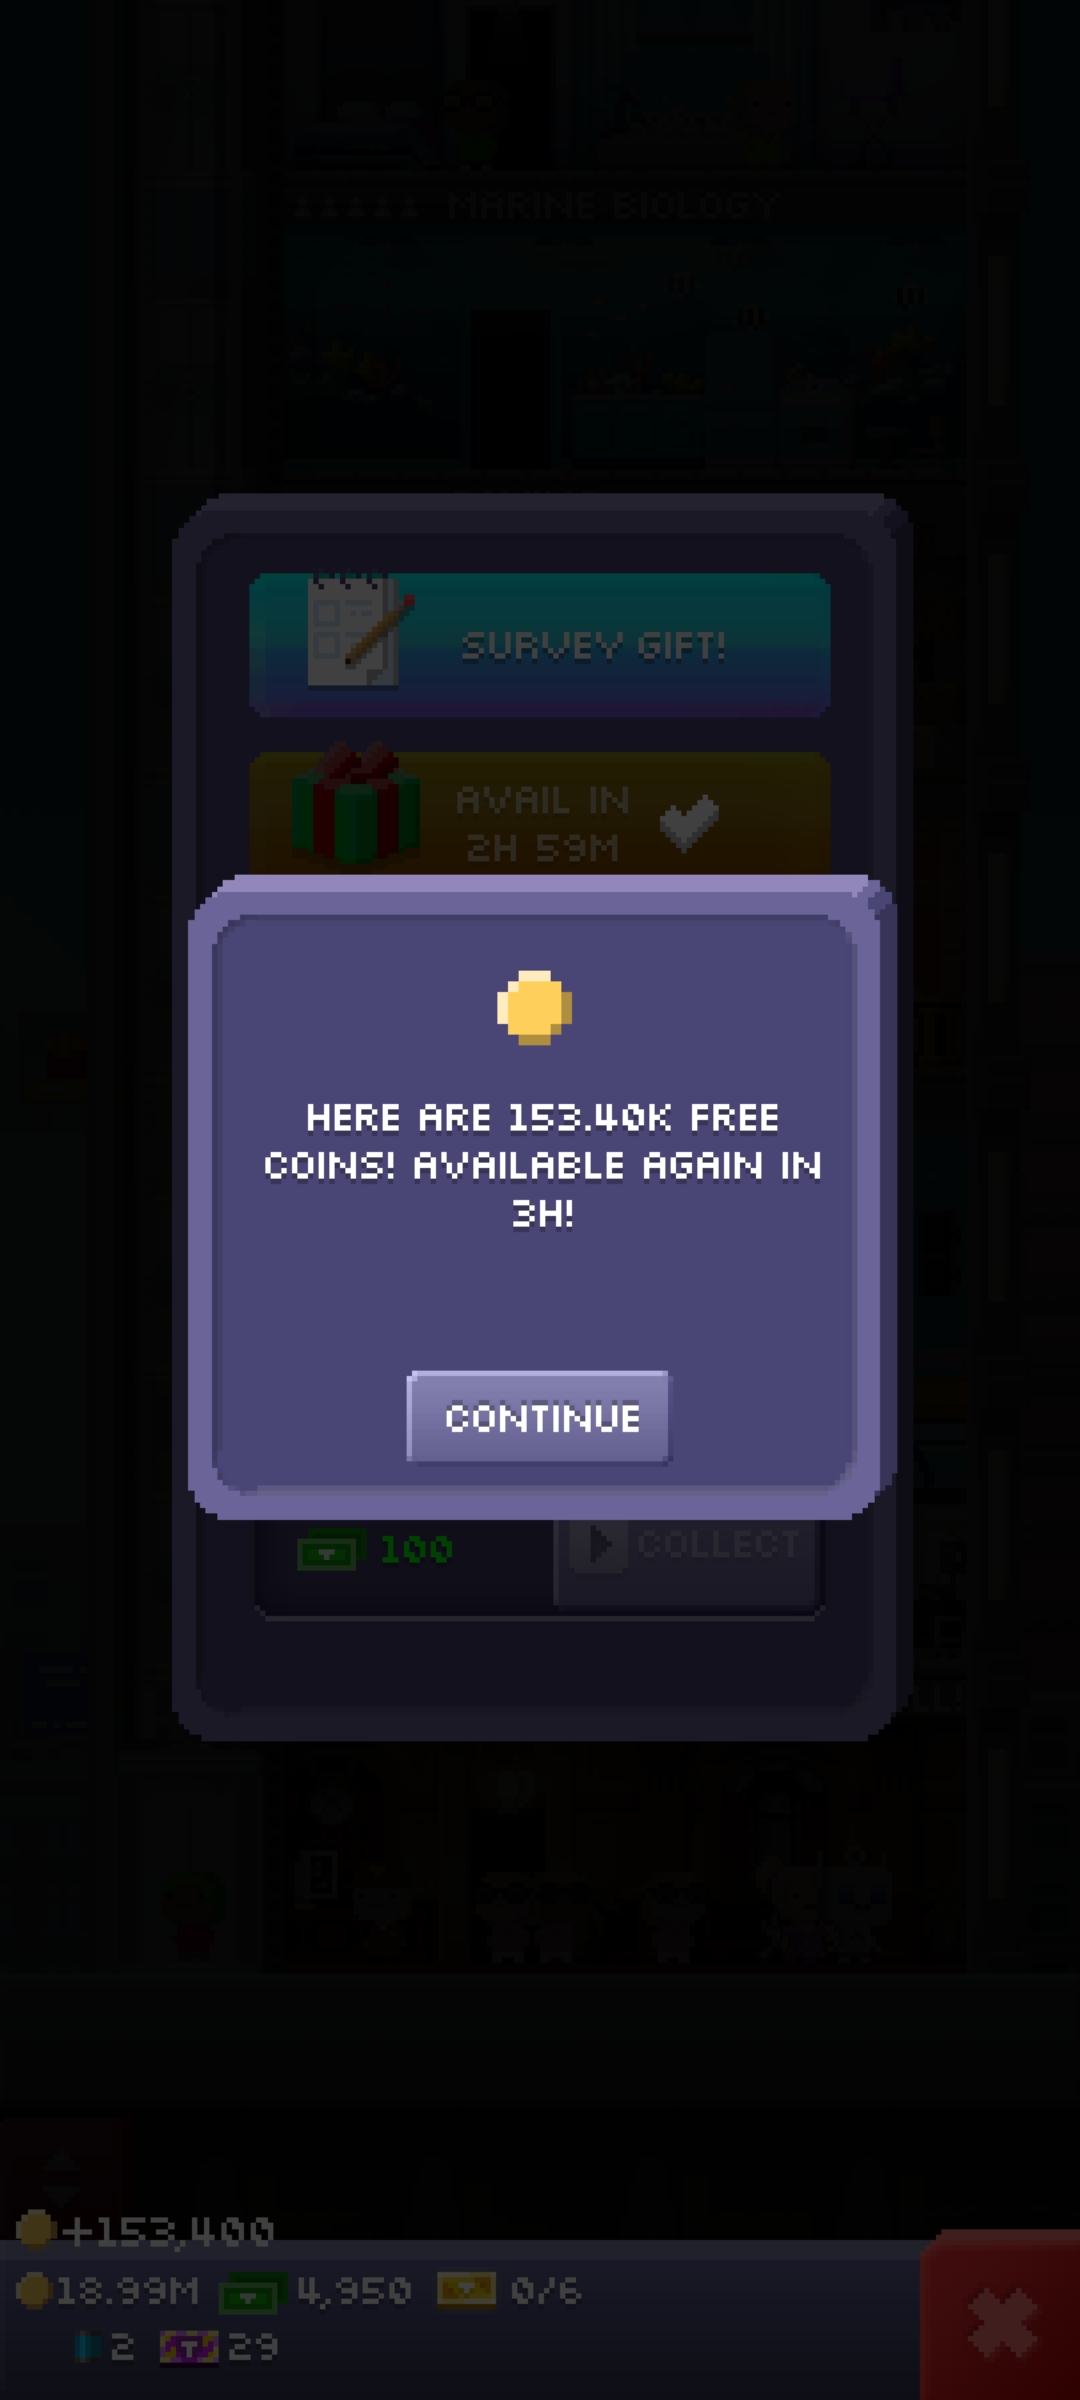 MARINE BIOLOGY
SURVEY GIFT!
AVAIL IN
2H 59M
HERE ARE 153.40K FREE
COINS! AVAILABLE AGAIN IN
3H!
CONTINUE
100
COLLECT
+153,400
18.99M 4,950 0/6
2 29